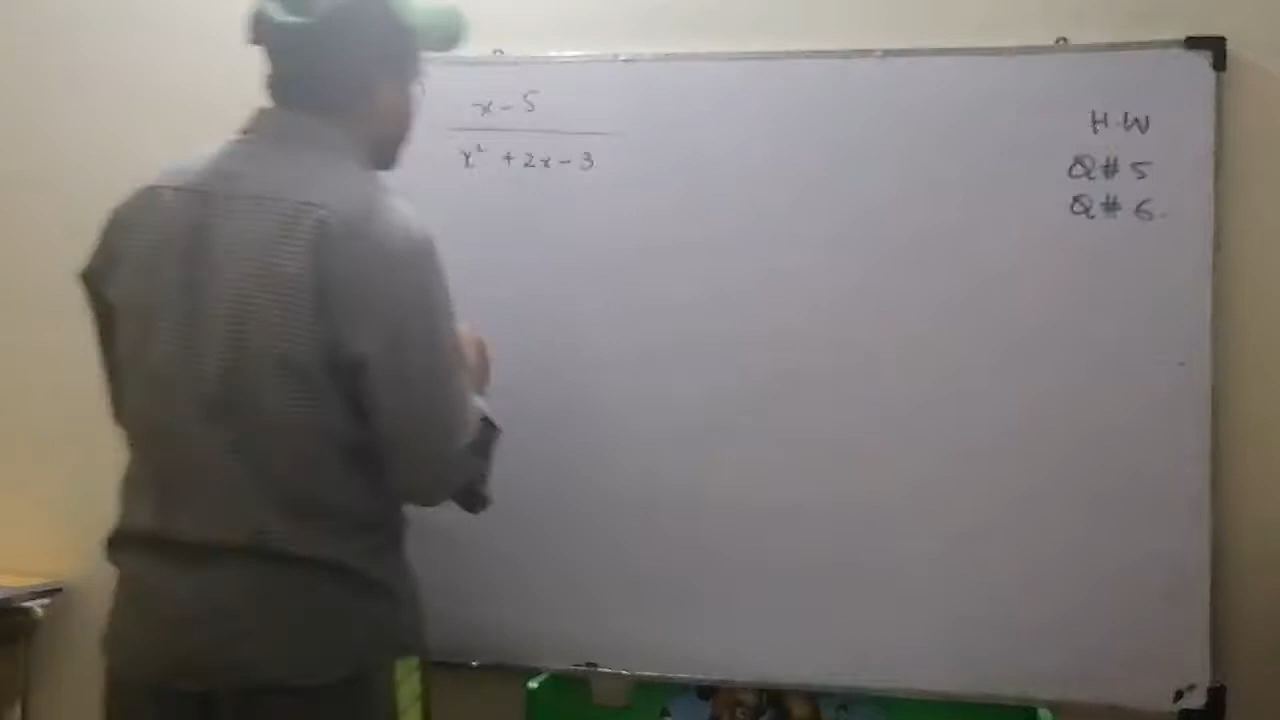 x - 5
x² + 2x - 3
H.W
Q# 5
Q# 6.